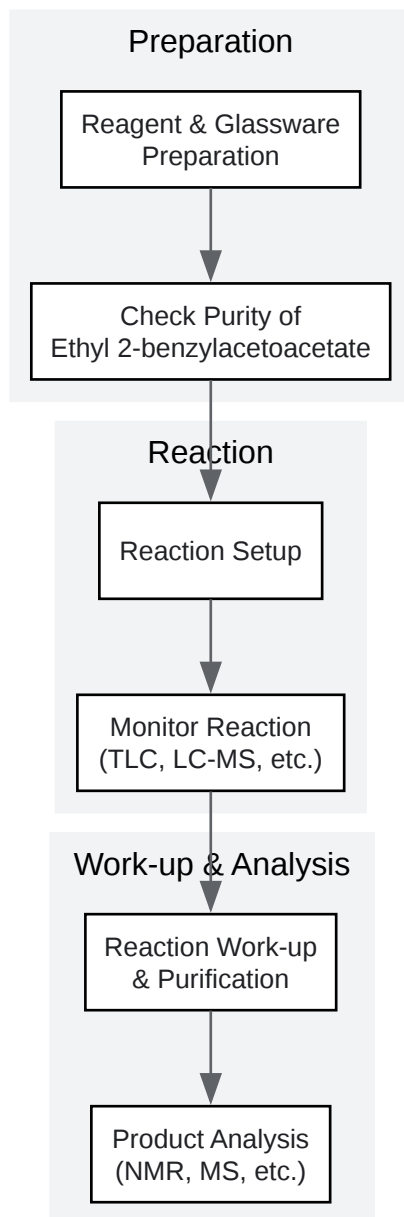 Preparation
Reagent & Glassware
Preparation
Check Purity of
Ethyl 2-benzylacetoacetate
Reaction
Reaction Setup
Monitor Reaction
(TLC, LC-MS, etc.)
Work-up & Analysis
Reaction Work-up
& Purification
Product Analysis
(NMR, MS, etc.)